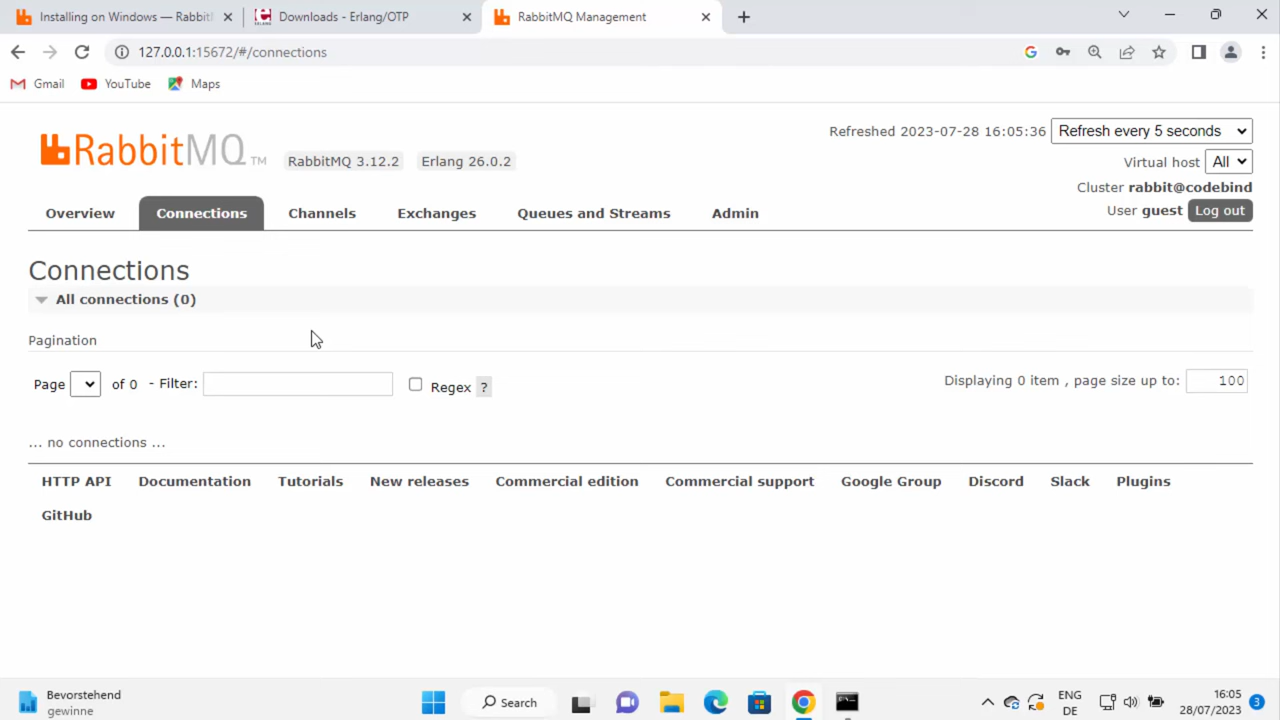 Installing on Windows — Rabbit
Downloads - Erlang/OTP
RabbitMQ Management
127.0.0.1:15672/#/connections
Gmail
YouTube
Maps
Refreshed 2023-07-28 16:05:36
Refresh every 5 seconds
RabbitMQ TM
RabbitMQ 3.12.2
Erlang 26.0.2
Virtual host
All
Cluster rabbit@codebind
User guest
Log out
Overview
Connections
Channels
Exchanges
Queues and Streams
Admin
Connections
All connections (0)
Pagination
Page of 0 - Filter:
Regex ?
Displaying 0 item , page size up to: 100
... no connections ...
HTTP API
Documentation
Tutorials
New releases
Commercial edition
Commercial support
Google Group
Discord
Slack
Plugins
GitHub
Bevorstehend
gewinne
Search
ENG
DE
16:05
28/07/2023
3